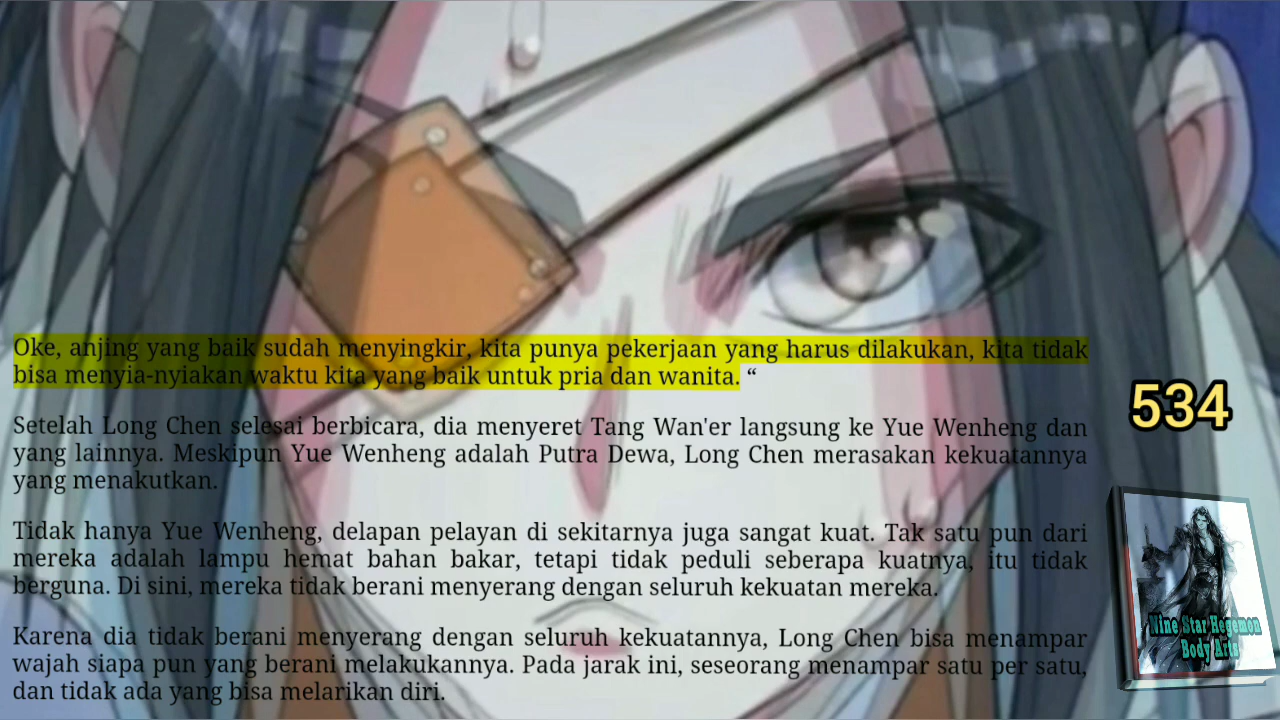 Oke, anjing yang baik sudah menyingkir, kita punya pekerjaan yang harus dilakukan, kita tidak
bisa menyia-nyiakan waktu kita yang baik untuk pria dan wanita. “
Setelah Long Chen selesai berbicara, dia menyeret Tang Wan'er langsung ke Yue Wenheng dan
yang lainnya. Meskipun Yue Wenheng adalah Putra Dewa, Long Chen merasakan kekuatannya
yang menakutkan.
Tidak hanya Yue Wenheng, delapan pelayan di sekitarnya juga sangat kuat. Tak satu pun dari
mereka adalah lampu hemat bahan bakar, tetapi tidak peduli seberapa kuatnya, itu tidak
berguna. Di sini, mereka tidak berani menyerang dengan seluruh kekuatan mereka.
Karena dia tidak berani menyerang dengan seluruh kekuatannya, Long Chen bisa menampar
wajah siapa pun yang berani melakukannya. Pada jarak ini, seseorang menampar satu per satu,
dan tidak ada yang bisa melarikan diri.
534
Nine Star Hegemon
Body Arts